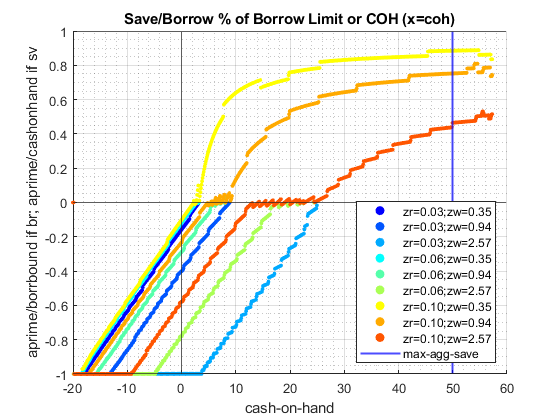 Save/Borrow % of Borrow Limit or COH (x=coh)
aprime/borrbound if br; aprime/cashonhand if sv
1
0.8
0.6
0.4
0.2
0
-0.2
-0.4
-0.6
-0.8
-1
zr=0.03;zw=0.35
zr=0.03;zw=0.94
zr=0.03;zw=2.57
zr=0.06;zw=0.35
zr=0.06;zw=0.94
zr=0.06;zw=2.57
zr=0.10;zw=0.35
zr=0.10;zw=0.94
zr=0.10;zw=2.57
max-agg-save
-20 -10 0 10 20 30 40 50 60
cash-on-hand